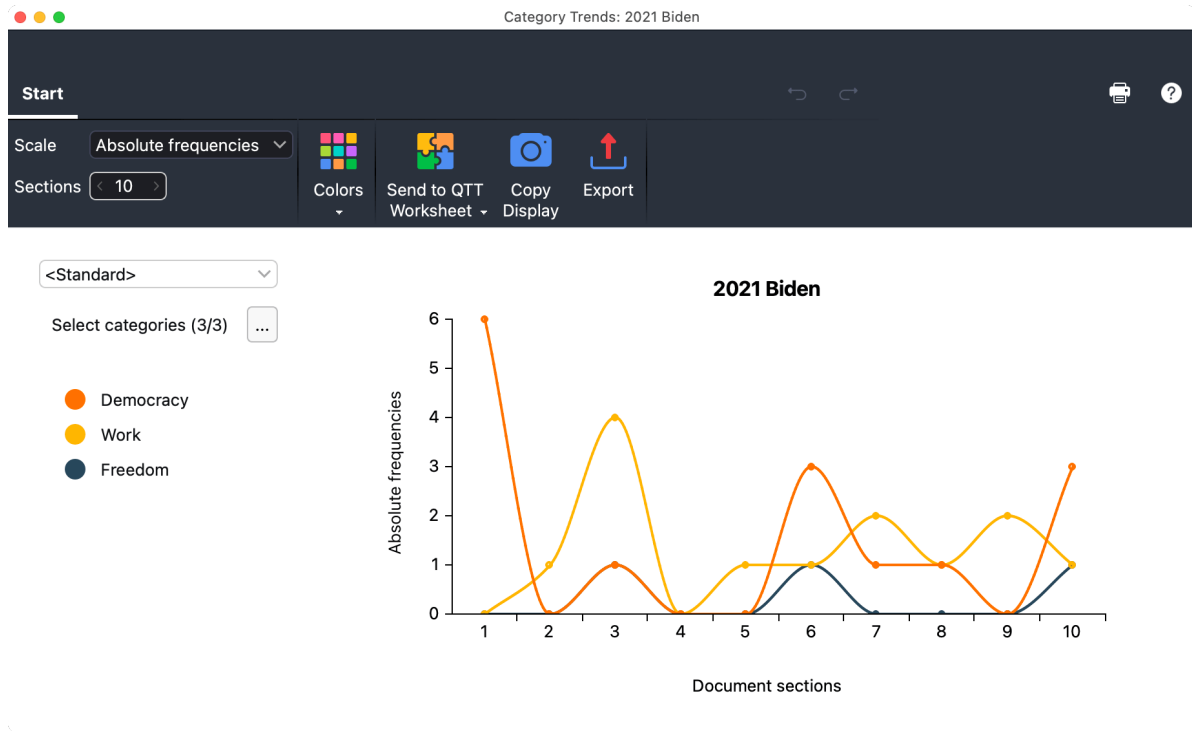 Category Trends: 2021 Biden
Start
?
Scale
Absolute frequencies
Sections
10
Colors
Send to QTT
Worksheet
Copy
Display
Export
<Standard>
Select categories (3/3)
...
Democracy
Work
Freedom
2021 Biden
Absolute frequencies
6
5
4
3
2
1
0
1 2 3 4 5 6 7 8 9 10
Document sections